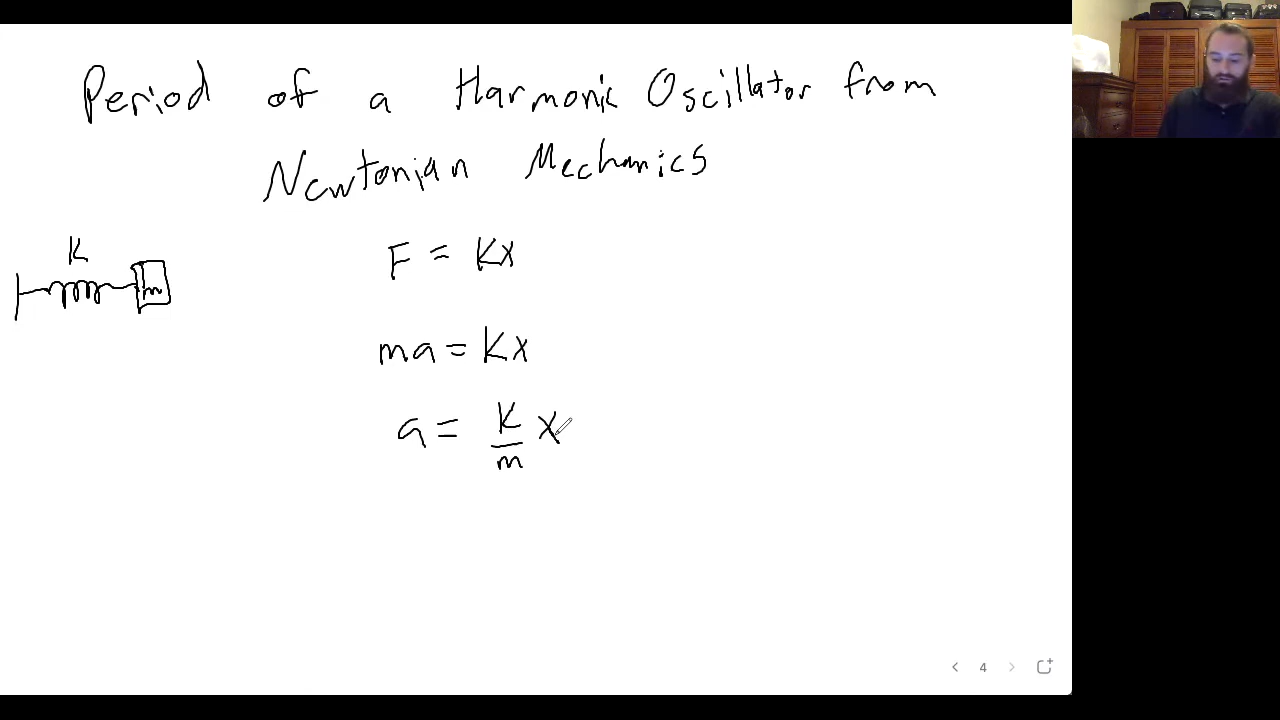 Period of a Harmonic Oscillator from
Newtonian Mechanics
K
m
F = Kx
ma = Kx
a = K/m x
4